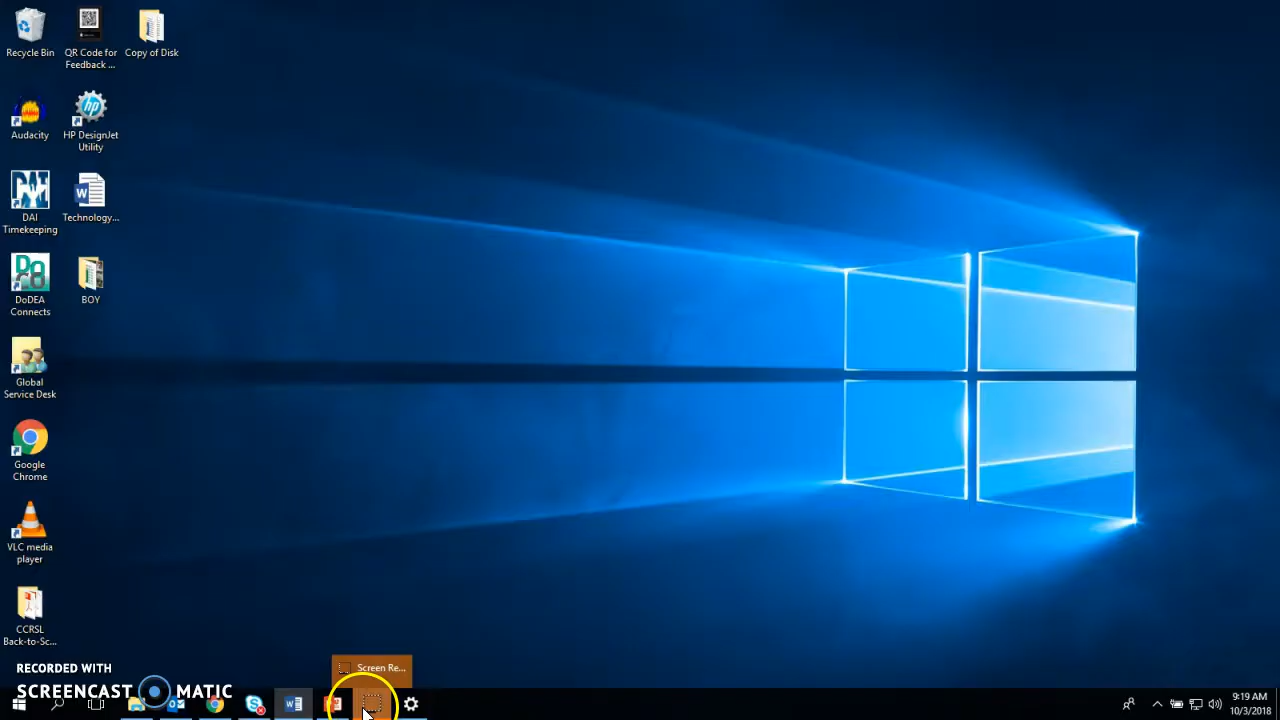 Recycle Bin
QR Code for
Feedback ...
Copy of Disk
Audacity
HP DesignJet
Utility
DAI
Timekeeping
Technology...
DoDEA
Connects
BOY
Global
Service Desk
Google
Chrome
VLC media
player
CCRSL
Back-to-Sc...
Screen Re...
RECORDED WITH
SCREENCAST MATIC
9:19 AM
10/3/2018